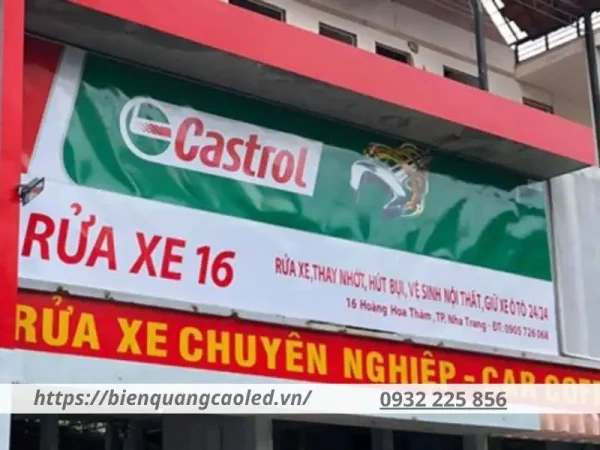 Castrol
RỬA XE 16
RỬA XE,THAY NHỚT, HÚT BỤI, VỆ SINH NỘI THẤT,GIỮ XE Ô TÔ 24/24
16 Hoàng Hoa Thám, TP. Nha Trang - ĐT: 0905 726 068
RỬA XE CHUYÊN NGHIỆP - CAR
https://bienquangcaoled.vn/ 0932 225 856